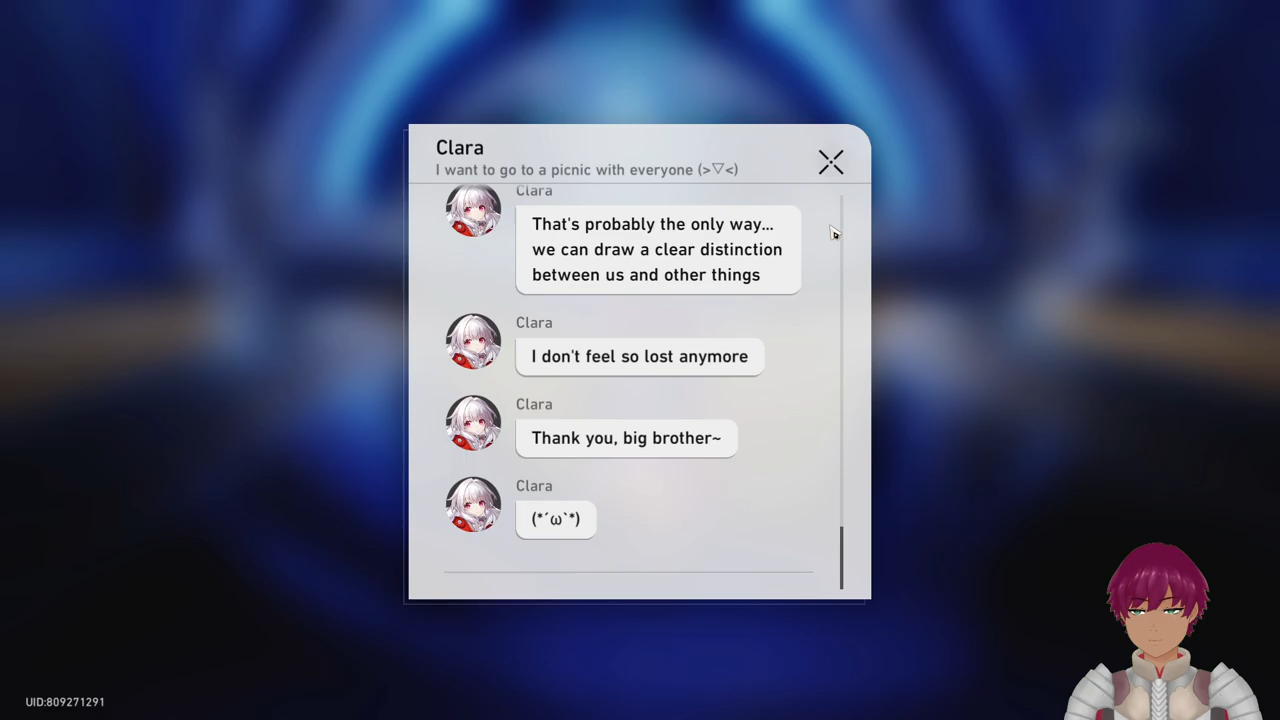 Clara
I want to go to a picnic with everyone (>▽<)
Clara
That's probably the only way...
we can draw a clear distinction
between us and other things
Clara
I don't feel so lost anymore
Clara
Thank you, big brother~
Clara
(*´ω`*)
UID:809271291